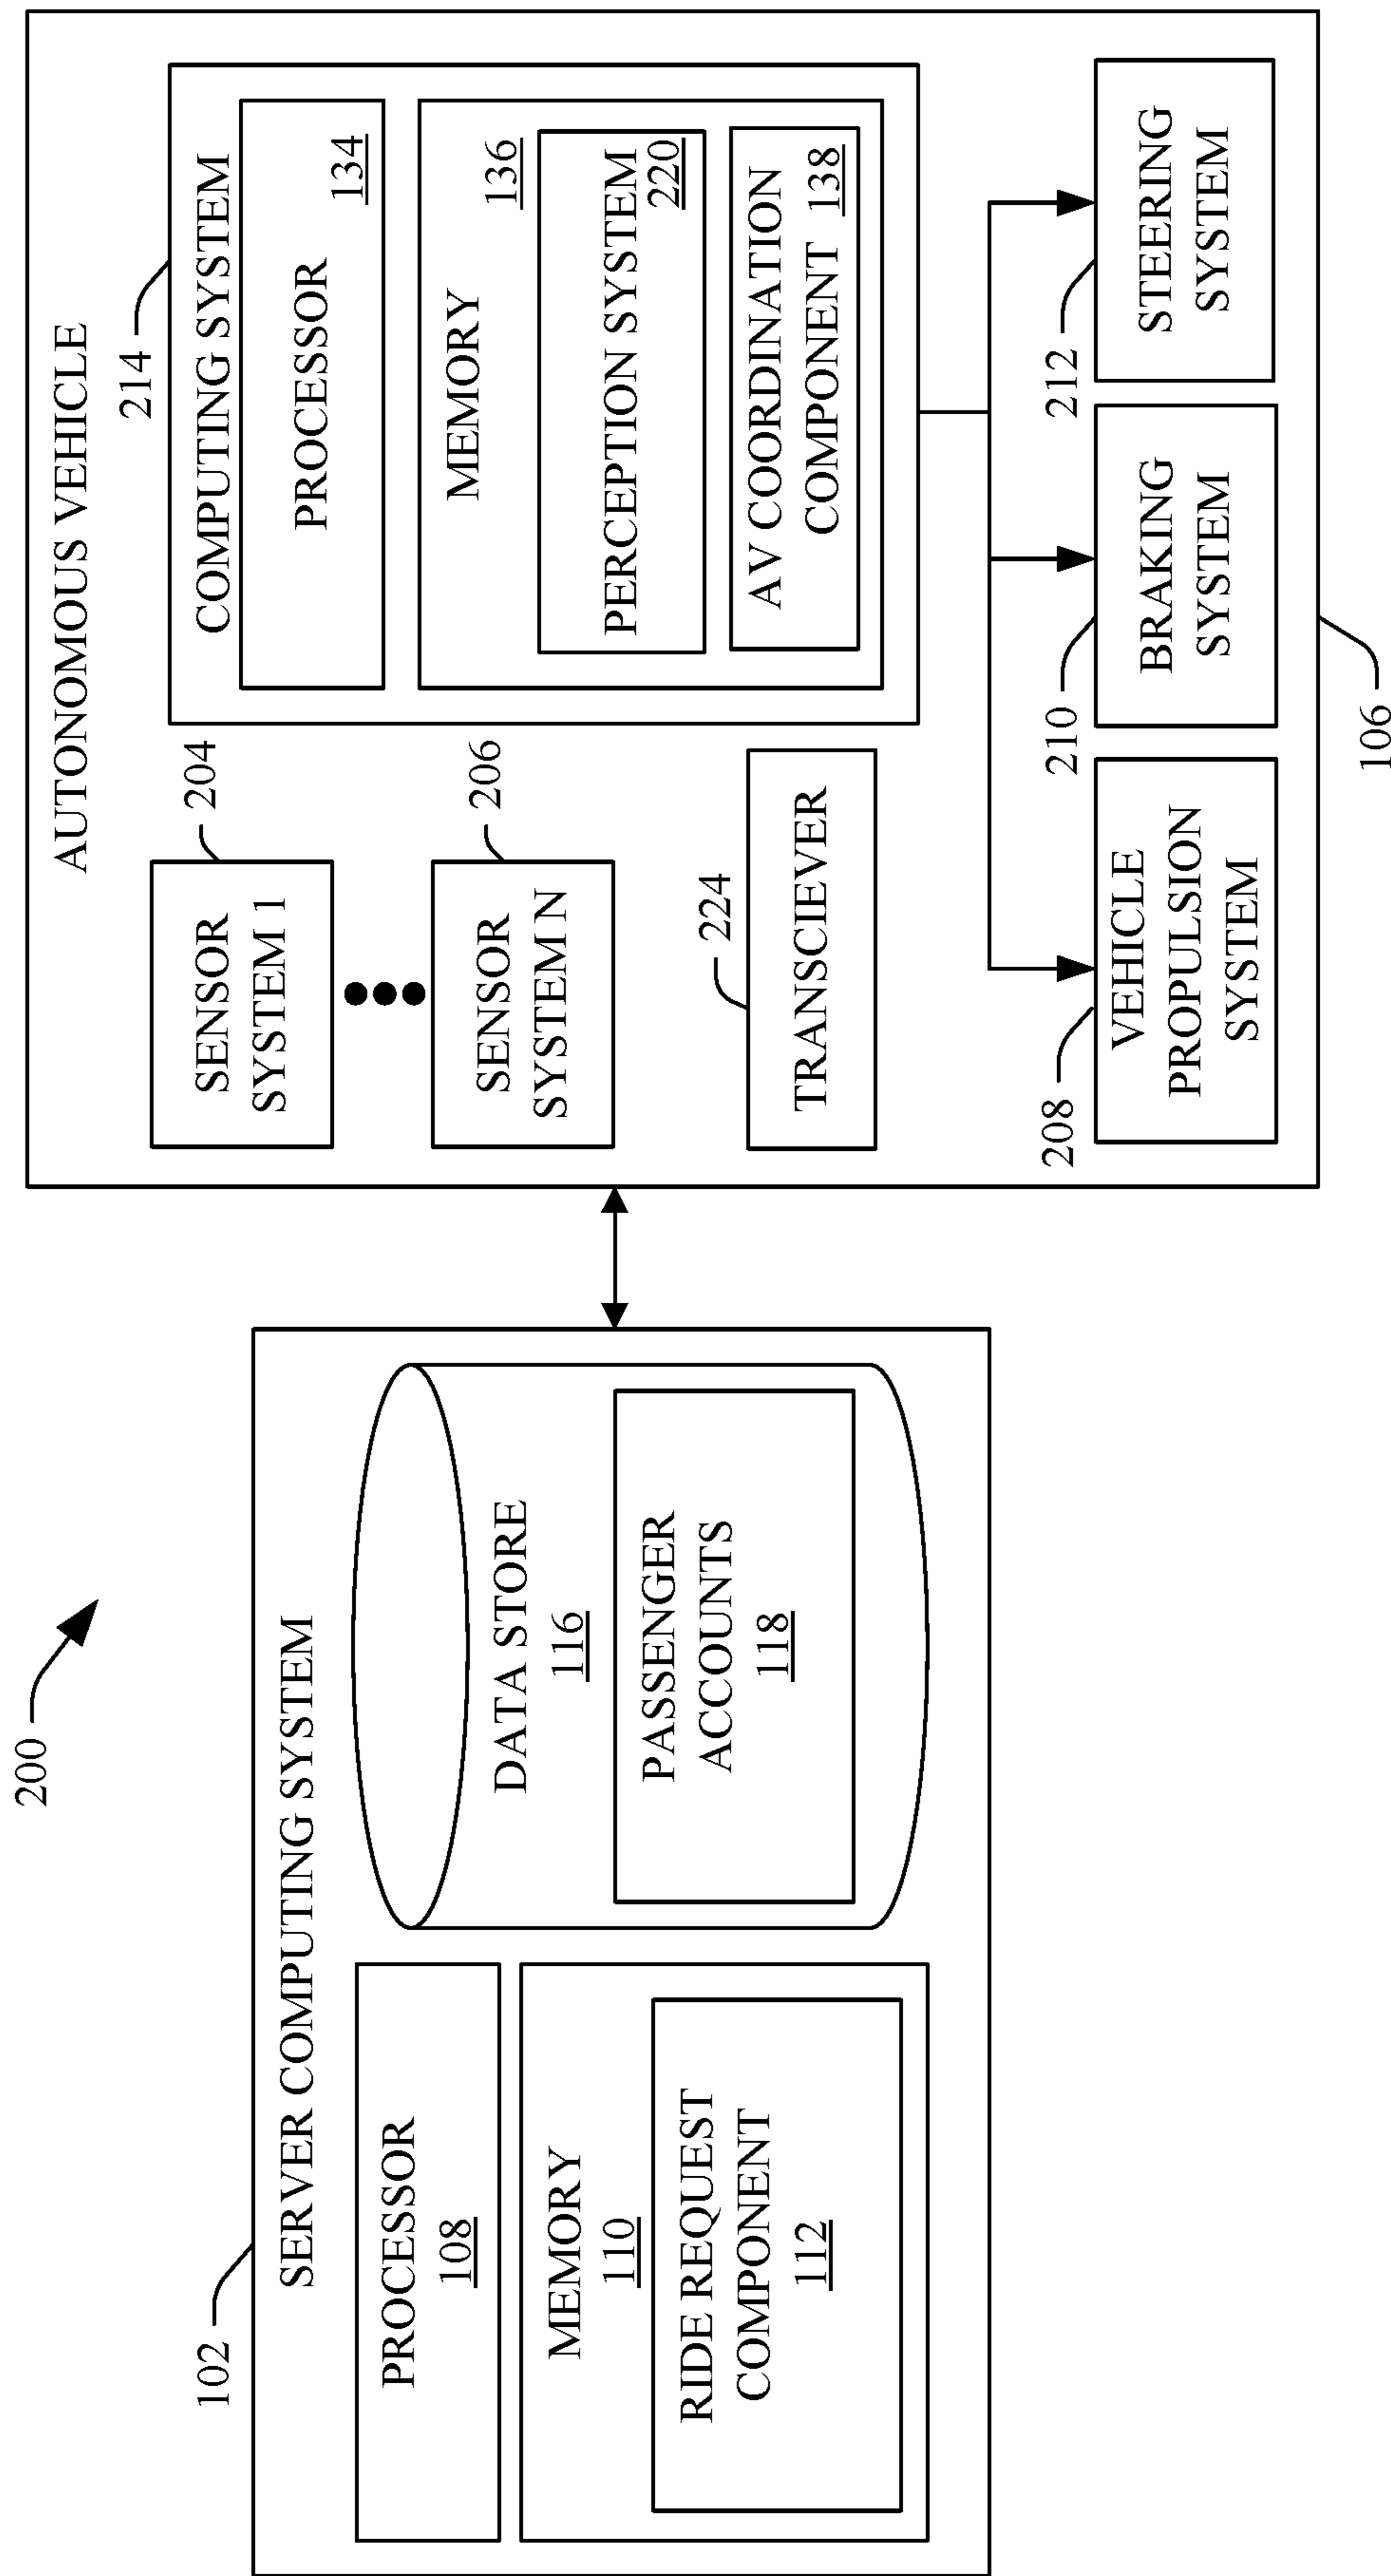 200
102
SERVER COMPUTING SYSTEM
PROCESSOR
108
MEMORY
110
RIDE REQUEST
COMPONENT
112
DATA STORE
116
PASSENGER
ACCOUNTS
118
AUTONOMOUS VEHICLE
SENSOR
SYSTEM 1
204
SENSOR
SYSTEM N
206
224
TRANSCIEVER
214
COMPUTING SYSTEM
PROCESSOR
134
MEMORY
136
PERCEPTION SYSTEM
220
AV COORDINATION
COMPONENT 138
208
VEHICLE
PROPULSION
SYSTEM
210
BRAKING
SYSTEM
212
STEERING
SYSTEM
106